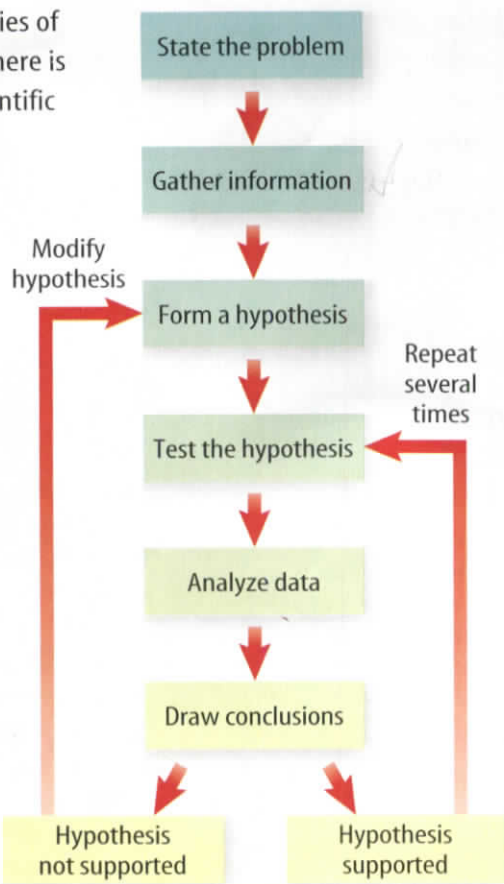 ies of
here is
ntific
State the problem
Gather information
Modify
hypothesis
Form a hypothesis
Repeat
several
times
Test the hypothesis
Analyze data
Draw conclusions
Hypothesis
not supported
Hypothesis
supported